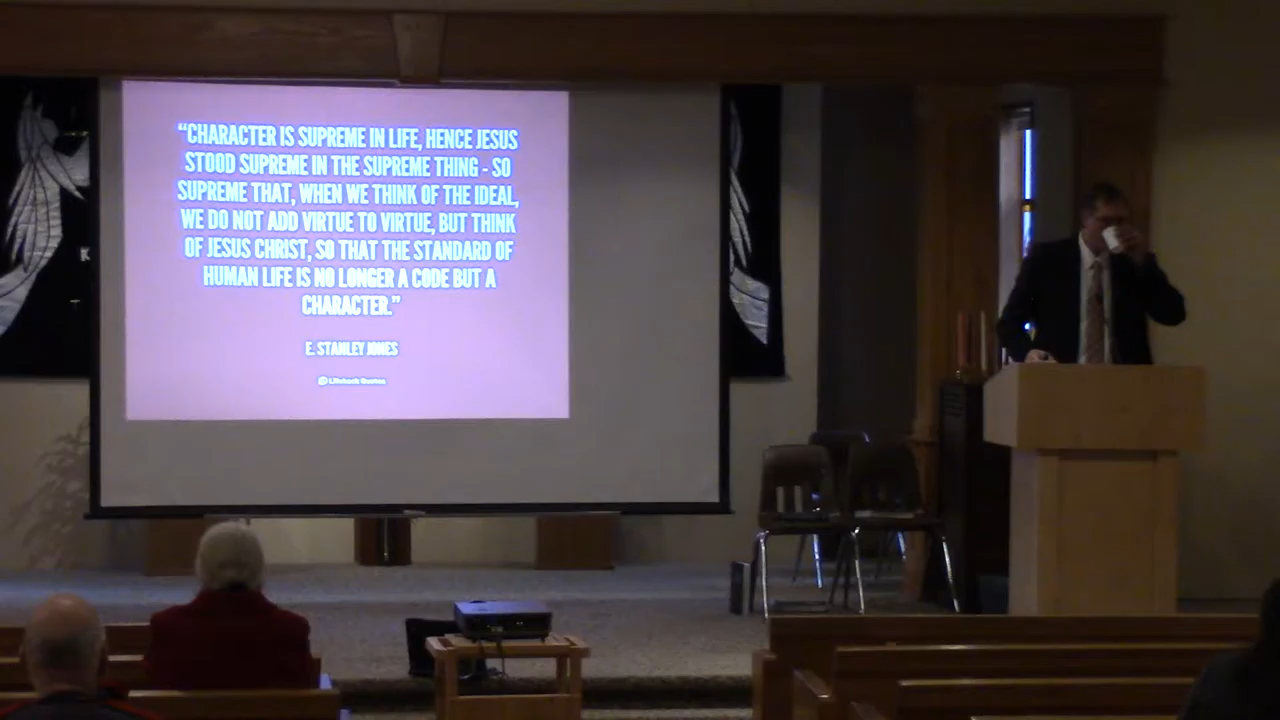 “CHARACTER IS SUPREME IN LIFE, HENCE JESUS
STOOD SUPREME IN THE SUPREME THING - SO
SUPREME THAT, WHEN WE THINK OF THE IDEAL,
WE DO NOT ADD VIRTUE TO VIRTUE, BUT THINK
OF JESUS CHRIST, SO THAT THE STANDARD OF
HUMAN LIFE IS NO LONGER A CODE BUT A
CHARACTER.”
E. STANLEY JONES
Lifehack Quotes
K